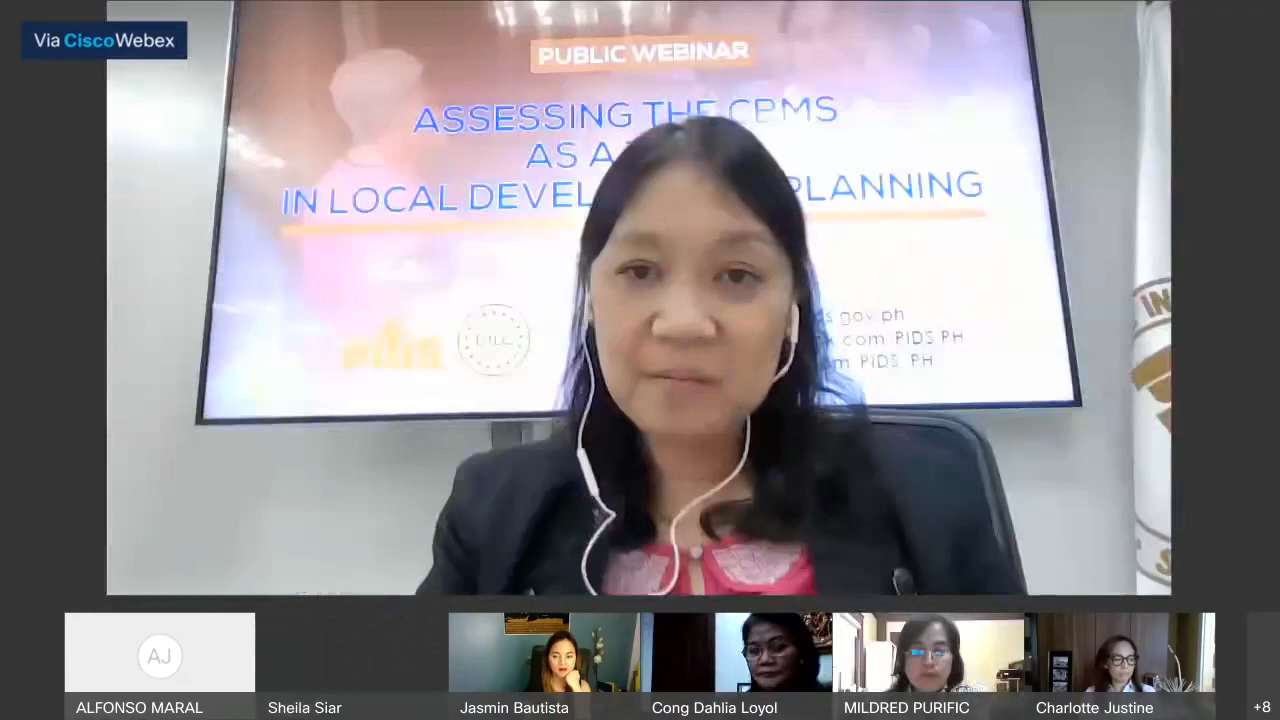 Via CiscoWebex
PUBLIC WEBINAR
ASSESSING THE CBMS
AS A
IN LOCAL DEVEL PLANNING
gov.ph
com PIDS PH
PIDS PH
IN
AJ
ALFONSO MARAL
Sheila Siar
Jasmin Bautista
Cong Dahlia Loyol
MILDRED PURIFIC
Charlotte Justine
+8